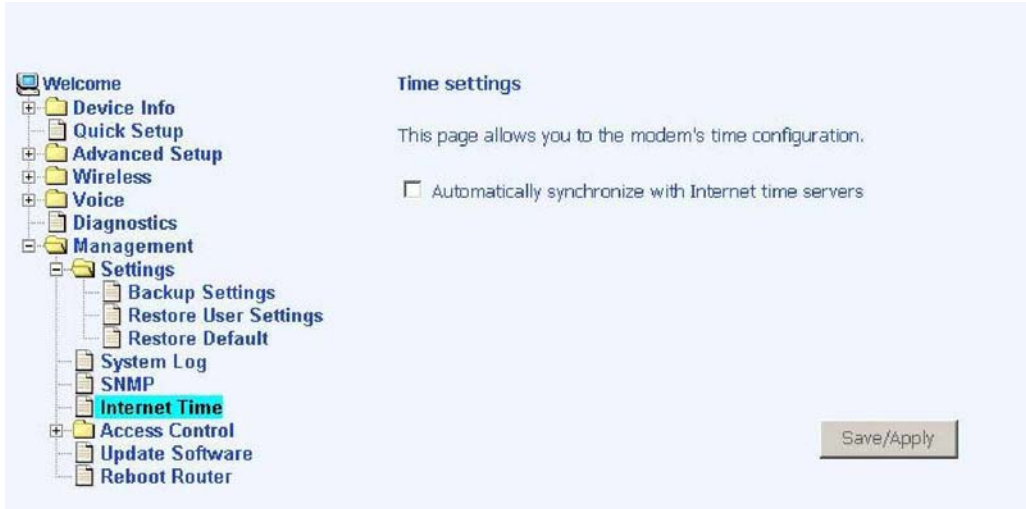 Welcome
Device Info
Quick Setup
Advanced Setup
Wireless
Voice
Diagnostics
Management
Settings
Backup Settings
Restore User Settings
Restore Default
System Log
SNMP
Internet Time
Access Control
Update Software
Reboot Router
Time settings
This page allows you to the modem's time configuration.
Automatically synchronize with Internet time servers
Save/Apply